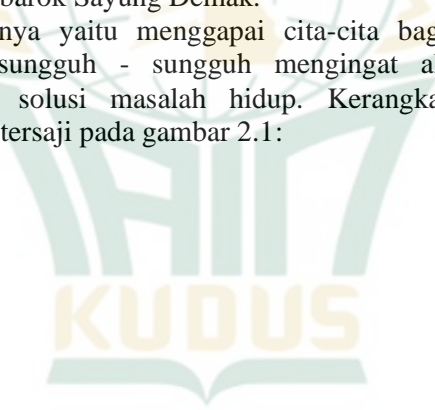 barok Sayung Demak.
nya yaitu menggapai cita-cita bag
sungguh - sungguh mengingat al
solusi masalah hidup. Kerangka
tersaji pada gambar 2.1:
KUDUS